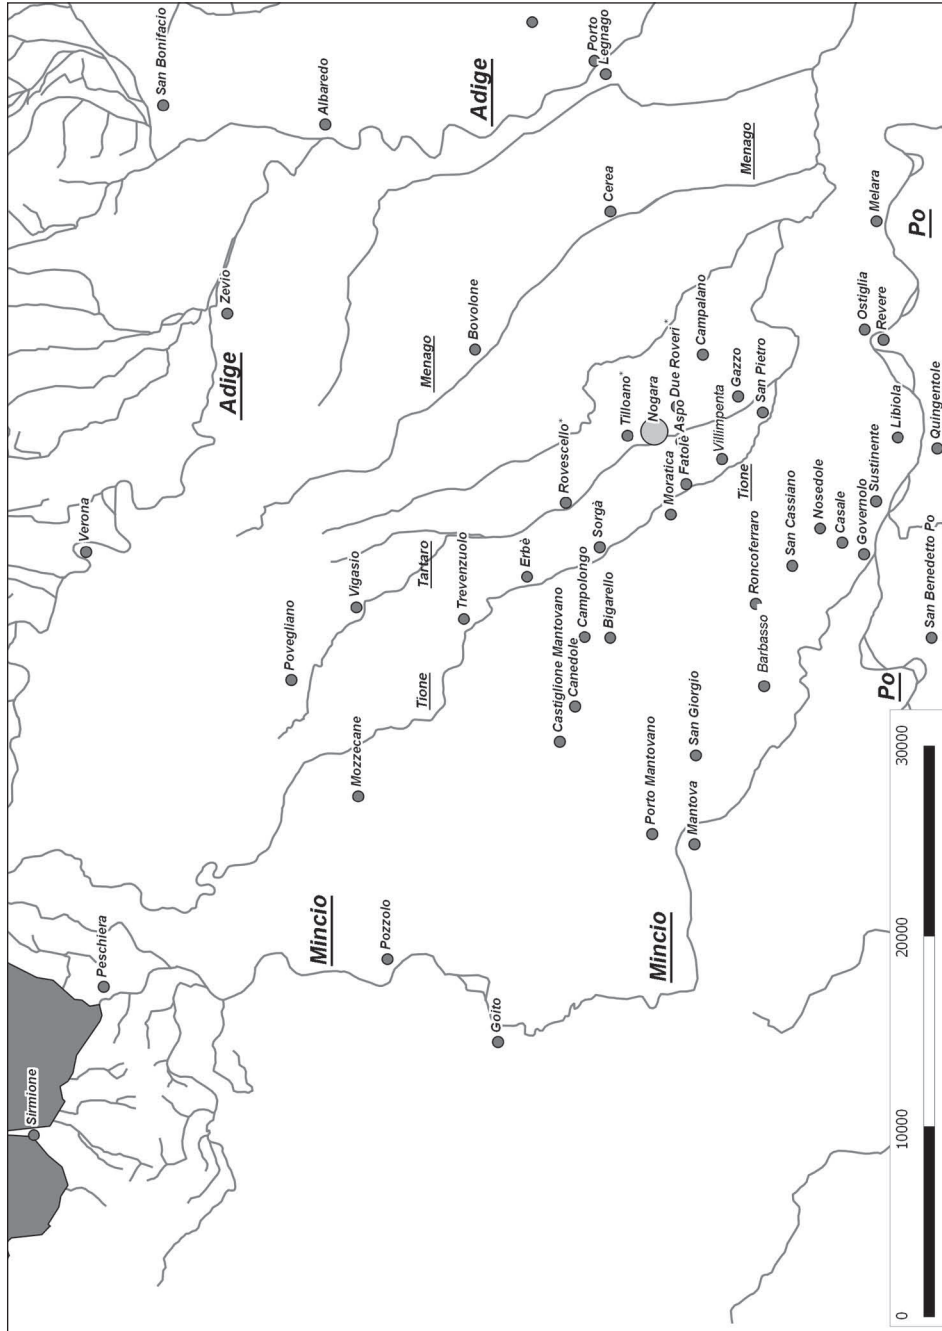 Sirmione
Peschiera
Verona
San Bonifacio
Zevio
Adige
Albaredo
Povegliano
Vigasio
Mozzecane
Mincio
Pozzolo
Tione
Tartaro
Menago
Trevenzuolo
Bovolone
Adige
Goito
Erbè
Rovescello*
Castiglione Mantovano
Canedole
Campolongo
Sorgà
Bigarello
Porto
Legnago
Cerea
Tilloano*
Nogara
Porto Mantovano
Moratica
Due Roveri*
Aspo
Fatolè
Campalano
Mincio
Mantova
San Giorgio
Villimpenta
Gazzo
Menago
San Pietro
Tione
Roncoferraro
Barbasso
San Cassiano
Nosedole
Casale
Governolo
Sustinente
Ostiglia
Melara
Revere
Libiola
Po
Po
San Benedetto Po
Quingentole
0
10000
20000
30000